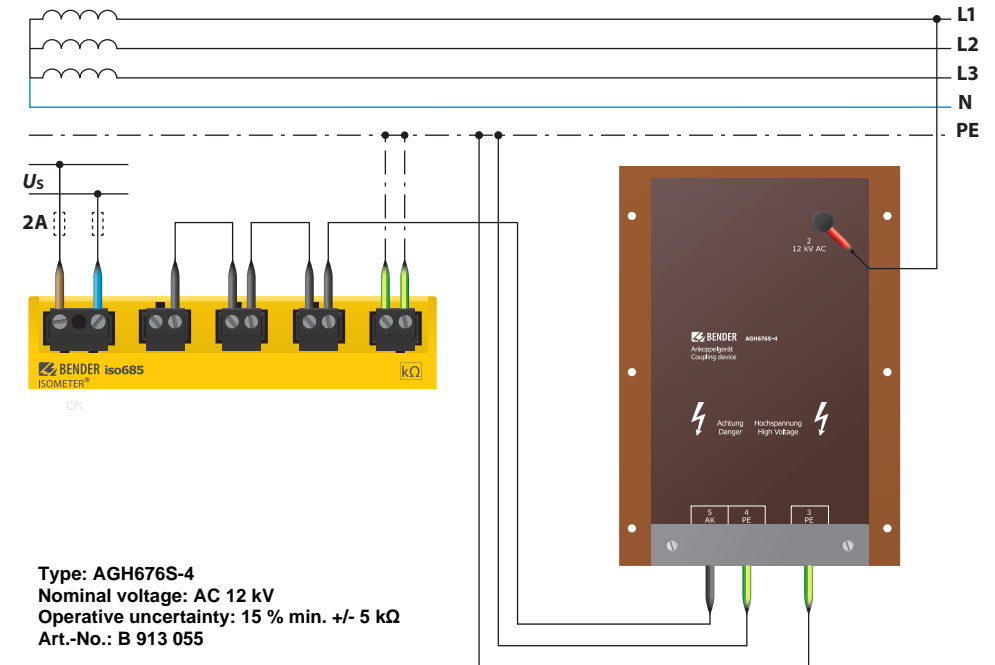 L1
L2
L3
N
PE
Us
2A
BENDER iso685
ISOMETER®
kΩ
ON
2
12 kV AC
BENDER AGH676S-4
Ankoppelgerät
Coupling device
Achtung Hochspannung
Danger High Voltage
5 4 3
AK PE PE
Type: AGH676S-4
Nominal voltage: AC 12 kV
Operative uncertainty: 15 % min. +/- 5 kΩ
Art.-No.: B 913 055